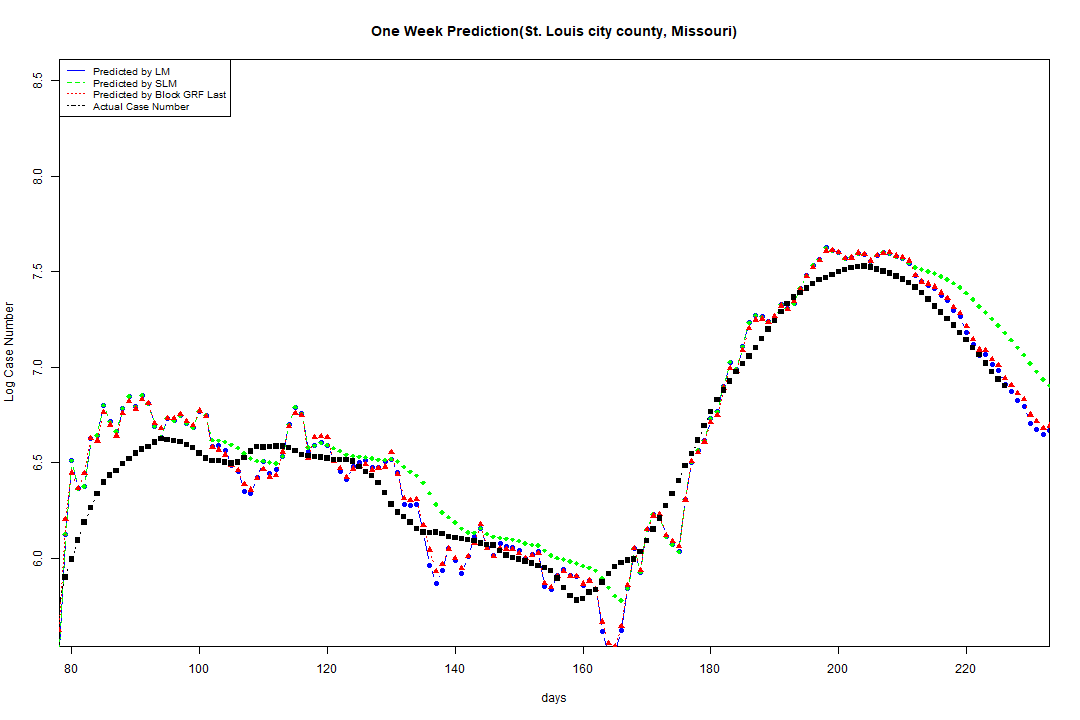 One Week Prediction(St. Louis city county, Missouri)
Predicted by LM
Predicted by SLM
Predicted by Block GRF Last
Actual Case Number
8.5
8.0
7.5
7.0
6.5
6.0
Log Case Number
80 100 120 140 160 180 200 220
days